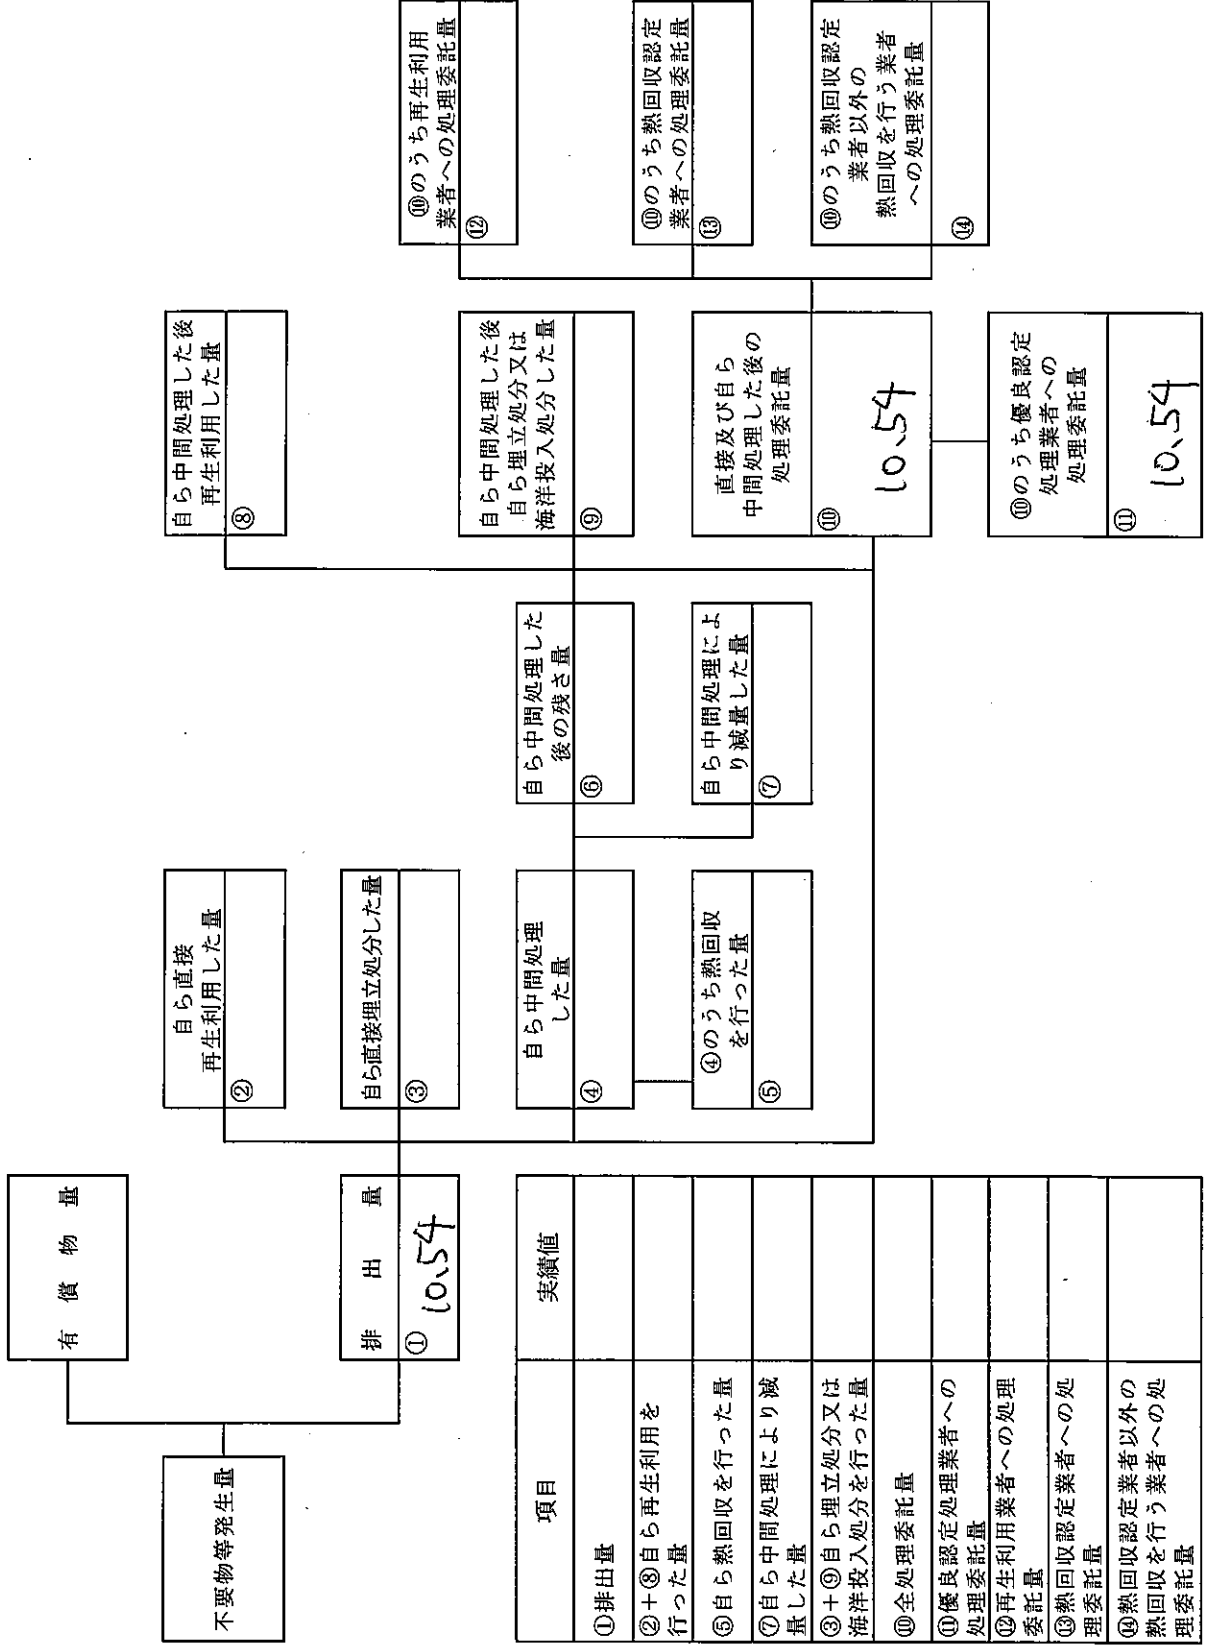 不要物等発生量
有償物量
排出量
① 10.54
自ら直接
再生利用した量
②
自ら直接埋立処分した量
③
自ら中間処理
した量
④
④のうち熱回収
を行った量
⑤
自ら中間処理した
後の残さ量
⑥
自ら中間処理によ
り減量した量
⑦
自ら中間処理した後
再生利用した量
⑧
自ら中間処理した後
自ら埋立処分又は
海洋投入処分した量
⑨
直接及び自ら
中間処理した後の
処理委託量
⑩
10.54
⑩のうち優良認定
処理業者への
処理委託量
⑪
10.54
⑩のうち再生利用
業者への処理委託量
⑫
⑩のうち熱回収認定
業者への処理委託量
⑬
⑩のうち熱回収認定
業者以外の
熱回収を行う業者
への処理委託量
⑭
項目 実績値
①排出量
②+⑧自ら再生利用を
行った量
⑤自ら熱回収を行った量
⑦自ら中間処理により減
量した量
③+⑨自ら埋立処分又は
海洋投入処分を行った量
⑩全処理委託量
⑪優良認定処理業者への
処理委託量
⑫再生利用業者への処理
委託量
⑬熱回収認定業者への処
理委託量
⑭熱回収認定業者以外の
熱回収を行う業者への処
理委託量